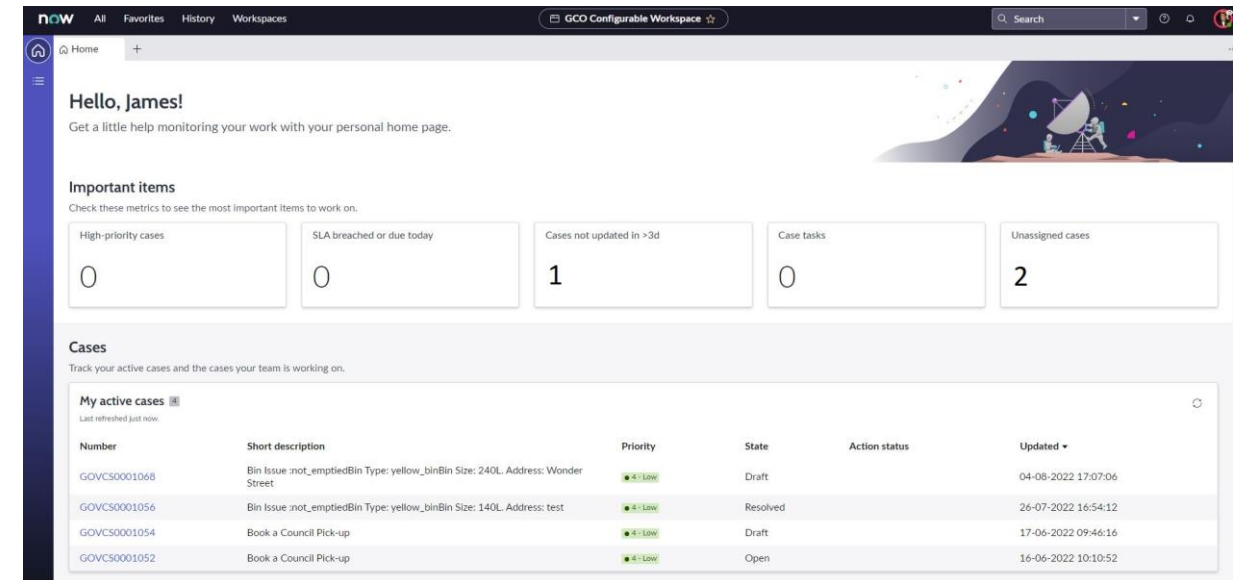 now All Favorites History Workspaces GCO Configurable Workspace Search
Home
Hello, James!
Get a little help monitoring your work with your personal home page.
Important items
Check these metrics to see the most important items to work on.
High-priority cases SLA breached or due today Cases not updated in >3d Case tasks Unassigned cases
0 0 1 0 2
Cases
Track your active cases and the cases your team is working on.
My active cases 4
Last refreshed just now.
Number Short description Priority State Action status Updated
GOVCS0001068 Bin Issue :not_emptiedBin Type: yellow_binBin Size: 240L. Address: Wonder Street 4 - Low Draft 04-08-2022 17:07:06
GOVCS0001056 Bin Issue :not_emptiedBin Type: yellow_binBin Size: 140L. Address: test 4 - Low Resolved 26-07-2022 16:54:12
GOVCS0001054 Book a Council Pick-up 4 - Low Draft 17-06-2022 09:46:16
GOVCS0001052 Book a Council Pick-up 4 - Low Open 16-06-2022 10:10:52